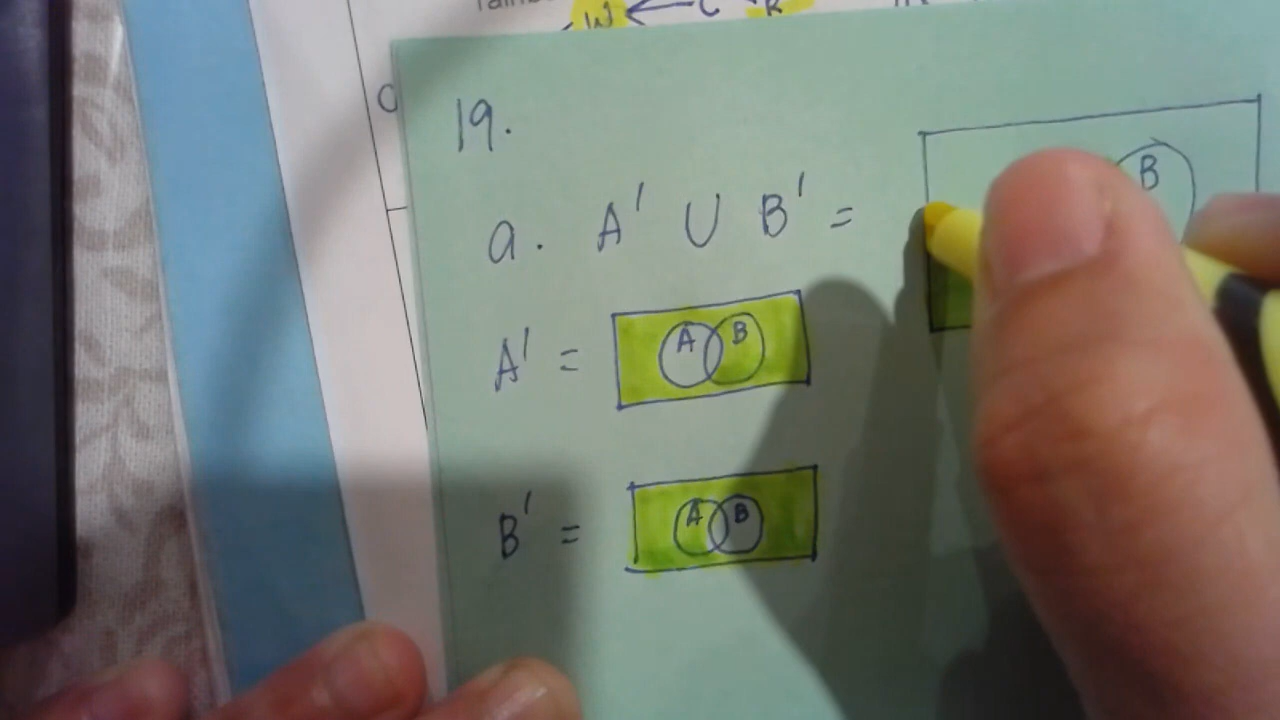 W ← C R
19.
a. A' ∪ B' =
B
A' =
A B
B' =
A B